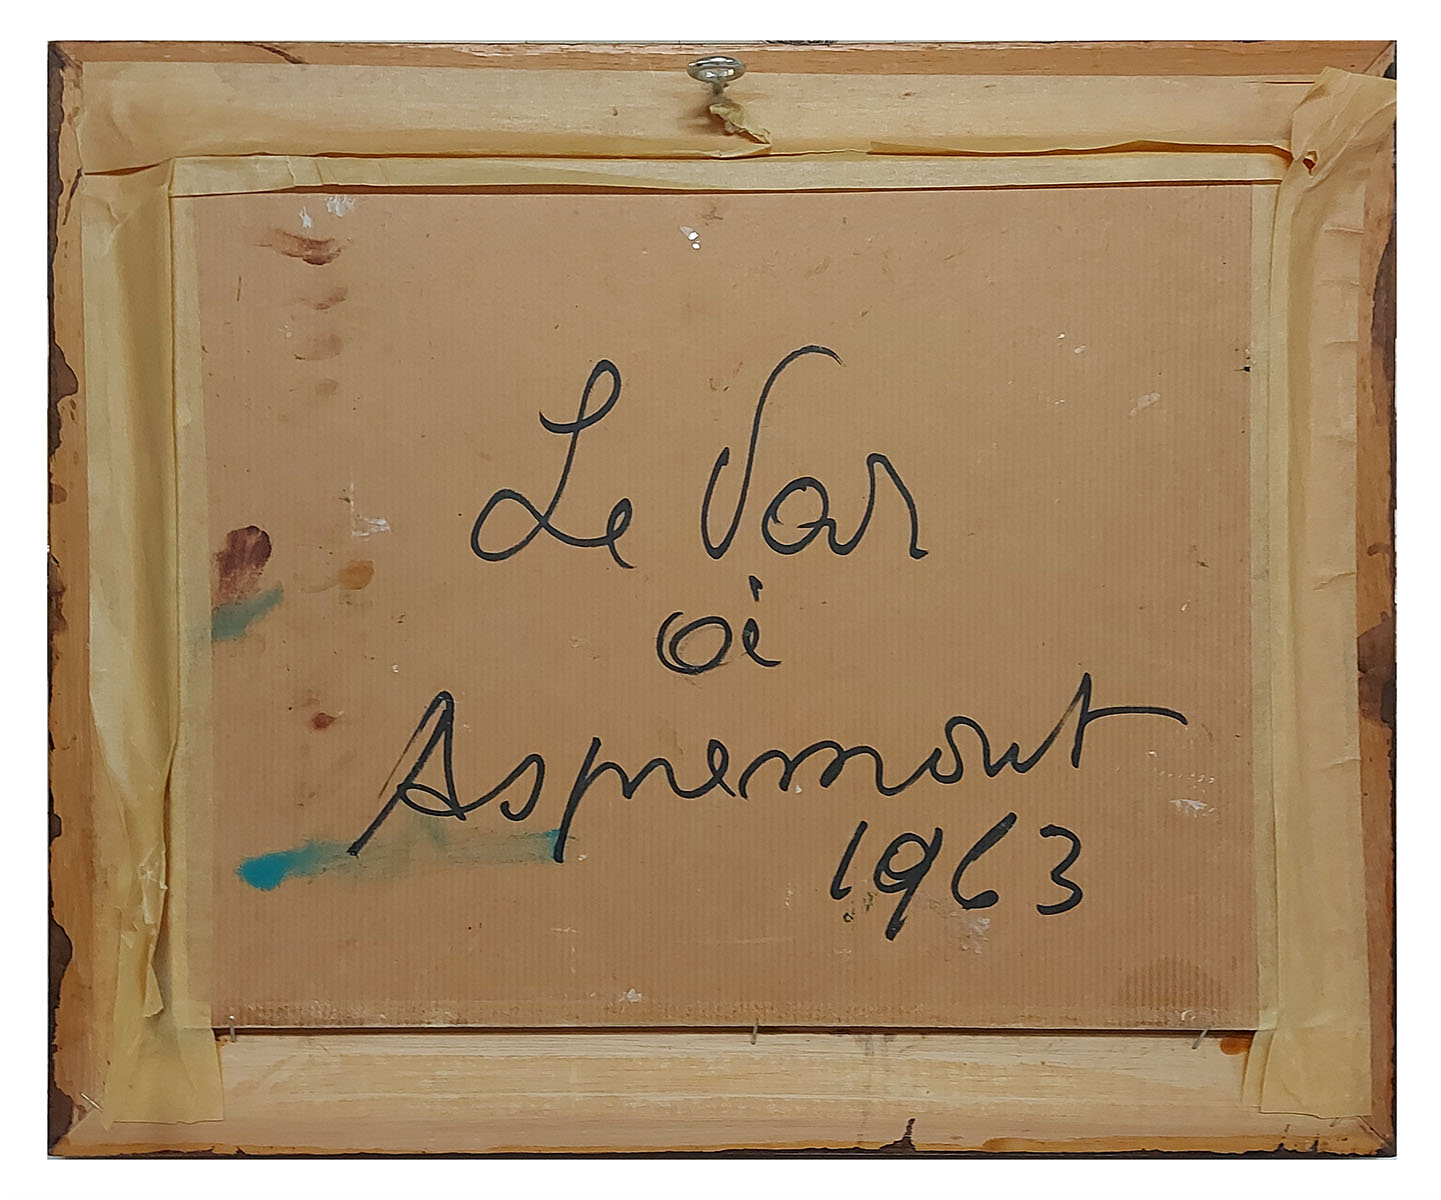 Le Var
à
Aspremont
1963